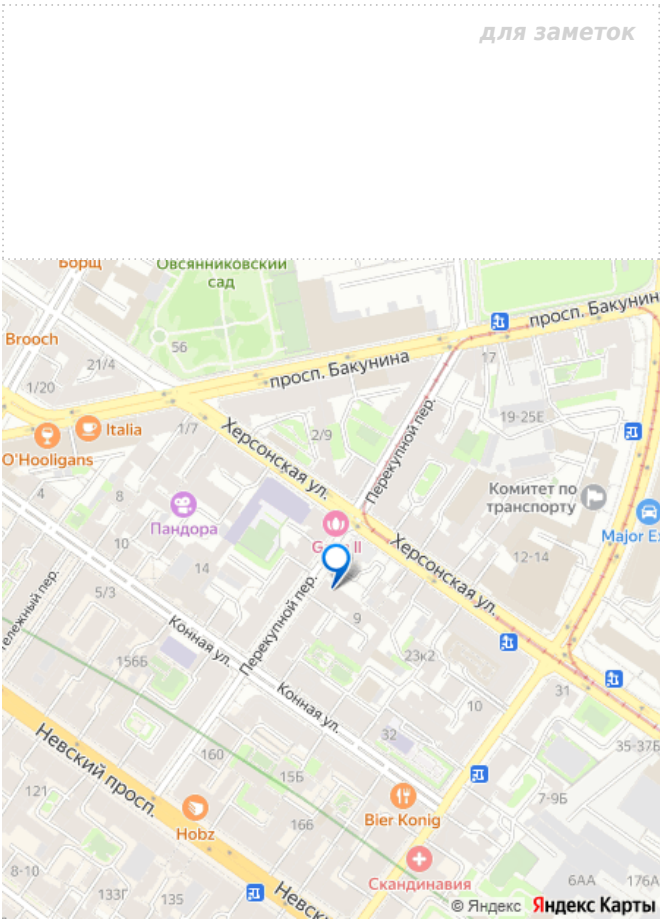 для заметок
Борщ
Овсянниковский
сад
просп. Бакунина
Brooch
56
17
21/4
просп. Бакунина
1/20
19-25Е
Italia
1/7
2/9
Перекупной пер.
O'Hooligans
Херсонская ул.
4
8
Комитет по
транспорту
Пандора
Major Ex
10
12-14
14
Херсонская ул.
5/3
Перекупной пер.
9
Конная ул.
23к2
156Б
Конная ул.
31
10
32
35-37Б
Невский просп.
160
15Б
121
7-9Б
Bier Konig
Hobz
166
Скандинавия
8-10
133Г
135
6АА
176А
© Яндекс Яндекс Карты